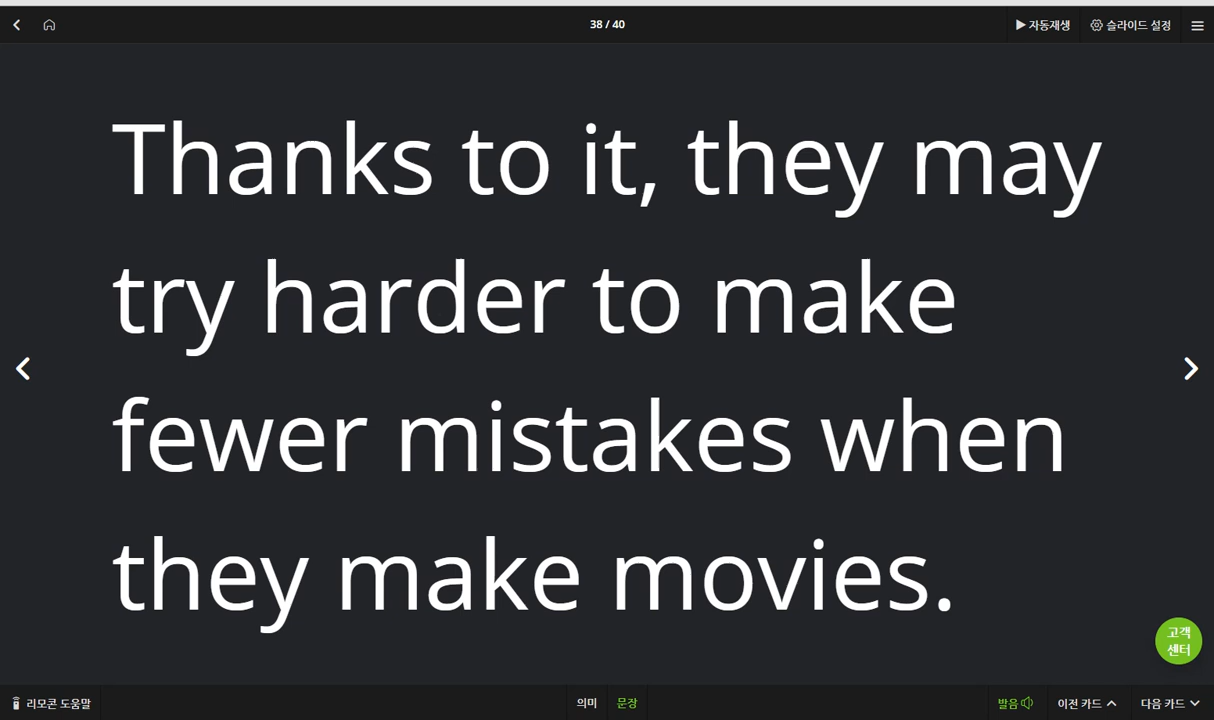 38 / 40
자동재생
슬라이드 설정
Thanks to it, they may
try harder to make
fewer mistakes when
they make movies.
고객
센터
리모콘 도움말
의미
문장
발음
이전 카드
다음 카드